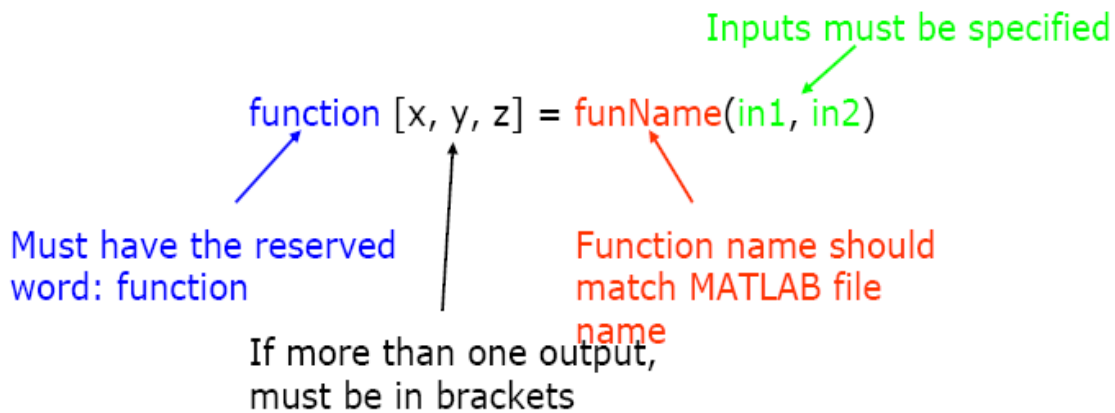 Inputs must be specified
function [x, y, z] = funName(in1, in2)
Must have the reserved
word: function
Function name should
match MATLAB file
name
If more than one output,
must be in brackets